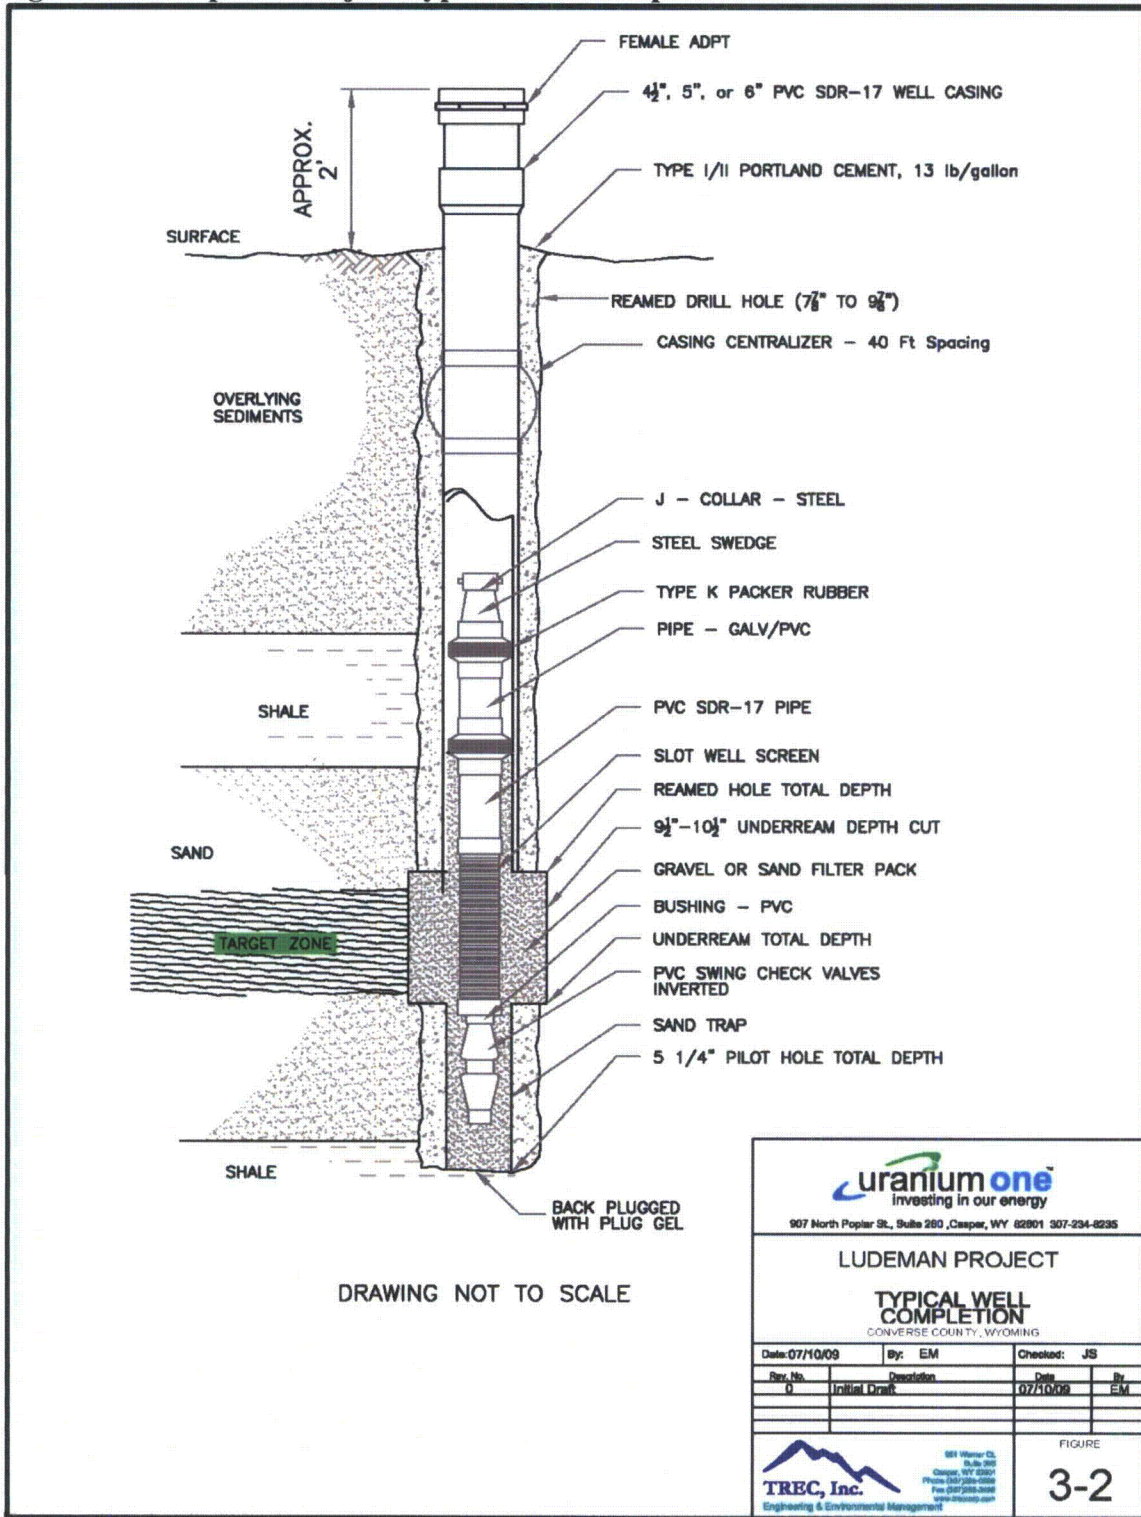 FEMALE ADPT
4½", 5", or 6" PVC SDR-17 WELL CASING
APPROX.
2'
TYPE I/II PORTLAND CEMENT, 13 lb/gallon
SURFACE
REAMED DRILL HOLE (7⅞" TO 9⅞")
CASING CENTRALIZER - 40 Ft Spacing
OVERLYING
SEDIMENTS
J - COLLAR - STEEL
STEEL SWEDGE
TYPE K PACKER RUBBER
PIPE - GALV/PVC
SHALE
PVC SDR-17 PIPE
SLOT WELL SCREEN
REAMED HOLE TOTAL DEPTH
9½"-10½" UNDERREAM DEPTH CUT
SAND
GRAVEL OR SAND FILTER PACK
BUSHING - PVC
TARGET ZONE
UNDERREAM TOTAL DEPTH
PVC SWING CHECK VALVES
INVERTED
SAND TRAP
5 1/4" PILOT HOLE TOTAL DEPTH
SHALE
BACK PLUGGED
WITH PLUG GEL
DRAWING NOT TO SCALE
uranium one
investing in our energy
907 North Poplar St., Suite 260 ,Casper, WY 82601 307-234-8235
LUDEMAN PROJECT
TYPICAL WELL
COMPLETION
CONVERSE COUNTY, WYOMING
Date: 07/10/09 By: EM Checked: JS
Rev. No. Description Date By
0 Initial Draft 07/10/09 EM
TREC, Inc.
Engineering & Environmental Management
FIGURE
3-2